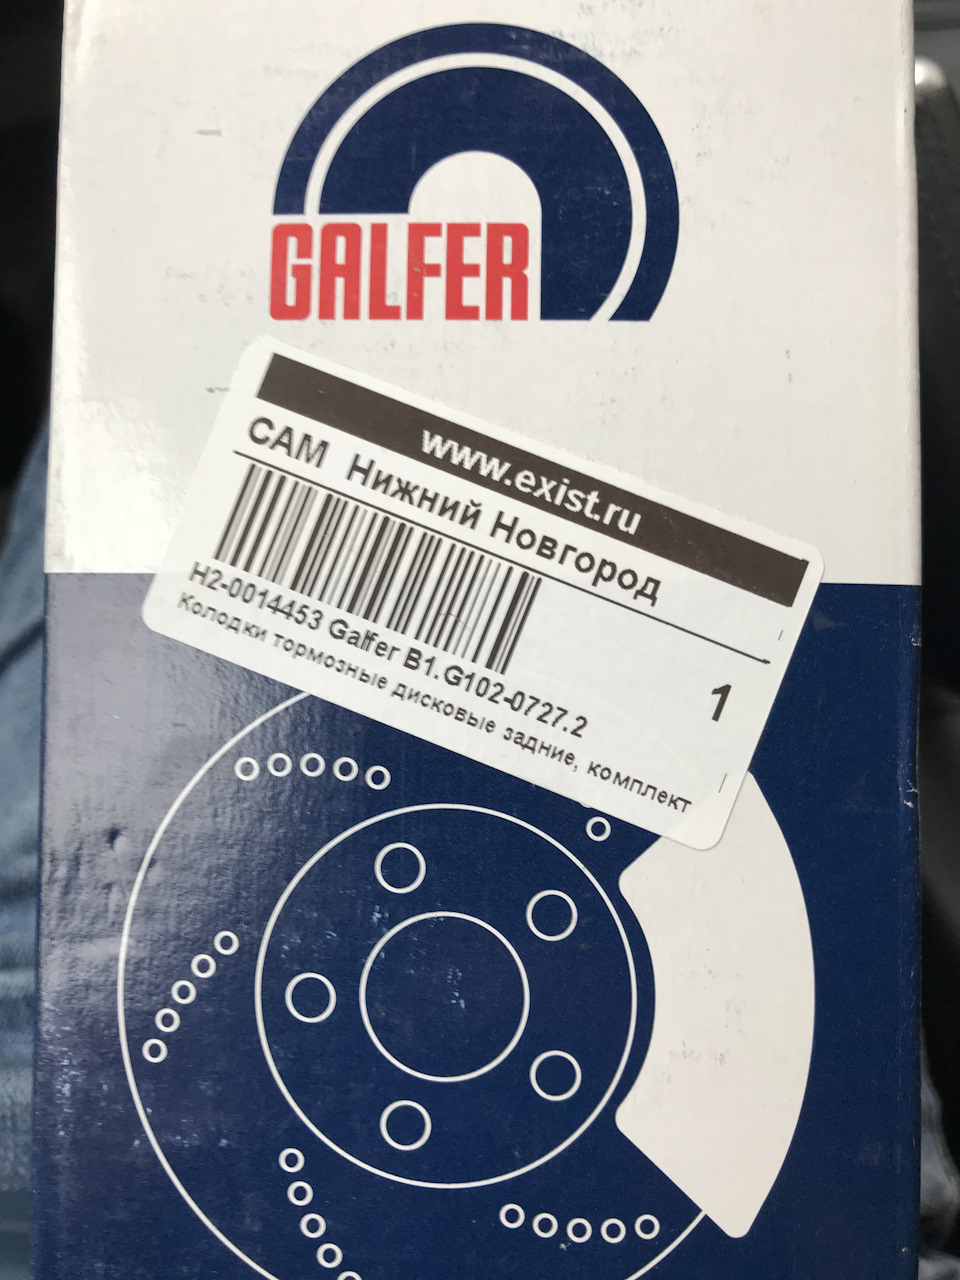 GALFER
www.exist.ru
САМ Нижний Новгород
H2-0014453 Galfer B1.G102-0727.2
Колодки тормозные дисковые задние, комплект
1